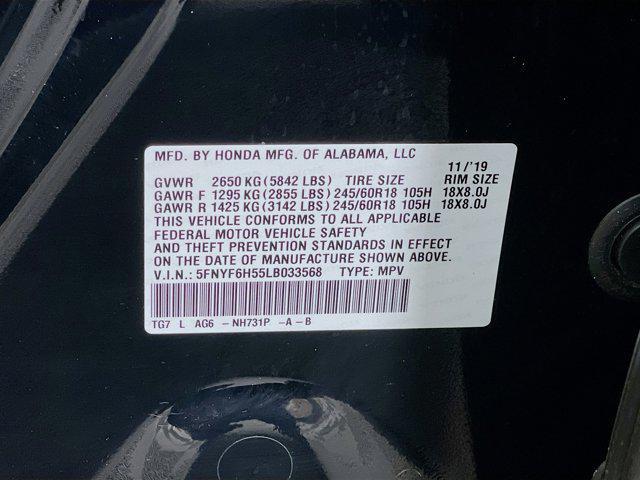 MFD. BY HONDA MFG. OF ALABAMA, LLC 11/'19
GVWR 2650 KG (5842 LBS) TIRE SIZE RIM SIZE
GAWR F 1295 KG (2855 LBS) 245/60R18 105H 18X8.0J
GAWR R 1425 KG (3142 LBS) 245/60R18 105H 18X8.0J
THIS VEHICLE CONFORMS TO ALL APPLICABLE
FEDERAL MOTOR VEHICLE SAFETY
AND THEFT PREVENTION STANDARDS IN EFFECT
ON THE DATE OF MANUFACTURE SHOWN ABOVE.
V.I.N.: 5FNYF6H55LB033568 TYPE: MPV
TG7 L AG6 -NH731P -A-B